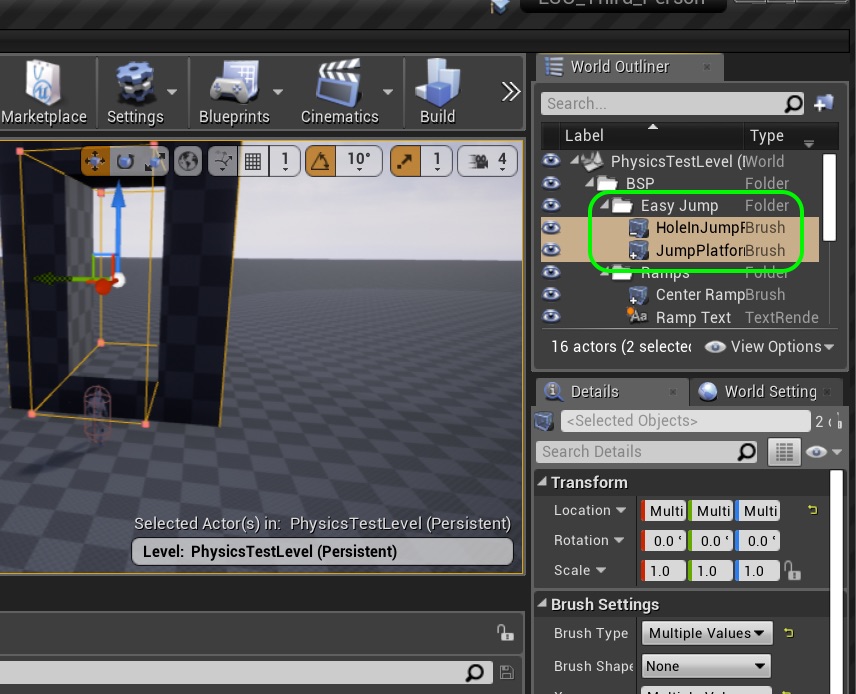 ESC_Third_Person
World Outliner
Marketplace
Settings
Blueprints
Cinematics
Build
Search...
Label
Type
1
10°
1
4
PhysicsTestLevel (
World
BSP
Folder
Easy Jump
Folder
HoleInJumpP
Brush
JumpPlatfor
Brush
Ramps
Folder
Center Ramp
Brush
Ramp Text
TextRende
16 actors (2 selected
View Options
Details
World Setting
<Selected Objects>
2
Search Details
Transform
Location
Multi
Multi
Multi
Rotation
0.0 °
0.0 °
0.0 °
Scale
1.0
1.0
1.0
Selected Actor(s) in: PhysicsTestLevel (Persistent)
Level: PhysicsTestLevel (Persistent)
Brush Settings
Brush Type
Multiple Values
Brush Shape
None